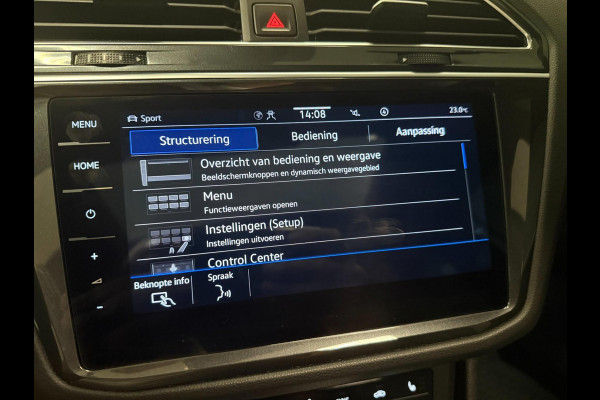 Sport 14:08 23.0°C
MENU
HOME
+
-
Structurering Bediening Aanpassing
Overzicht van bediening en weergave
Beeldschermknoppen en dynamisch weergavegebied
Menu
Functieweergaven openen
Instellingen (Setup)
Instellingen uitvoeren
Control Center
Beknopte info Spraak